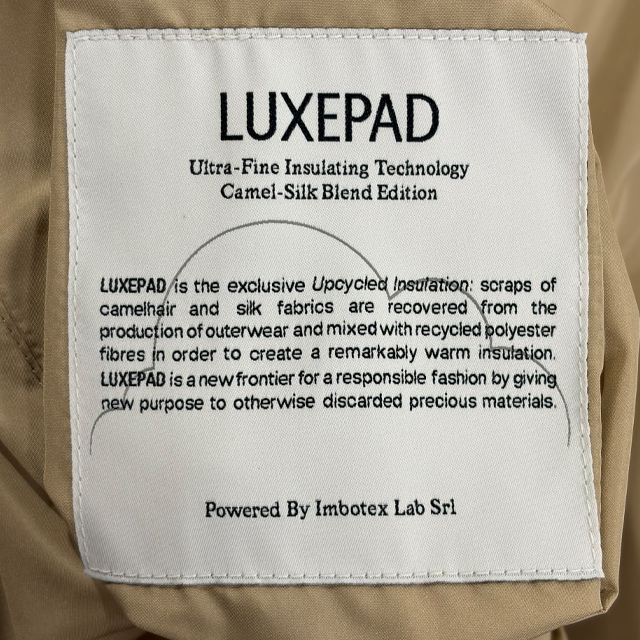 LUXEPAD
Ultra-Fine Insulating Technology
Camel-Silk Blend Edition
LUXEPAD is the exclusive Upcycled Insulation: scraps of
camelhair and silk fabrics are recovered from the
production of outerwear and mixed with recycled polyester
fibres in order to create a remarkably warm insulation.
LUXEPAD is a new frontier for a responsible fashion by giving
new purpose to otherwise discarded precious materials.
Powered By Imbotex Lab Srl